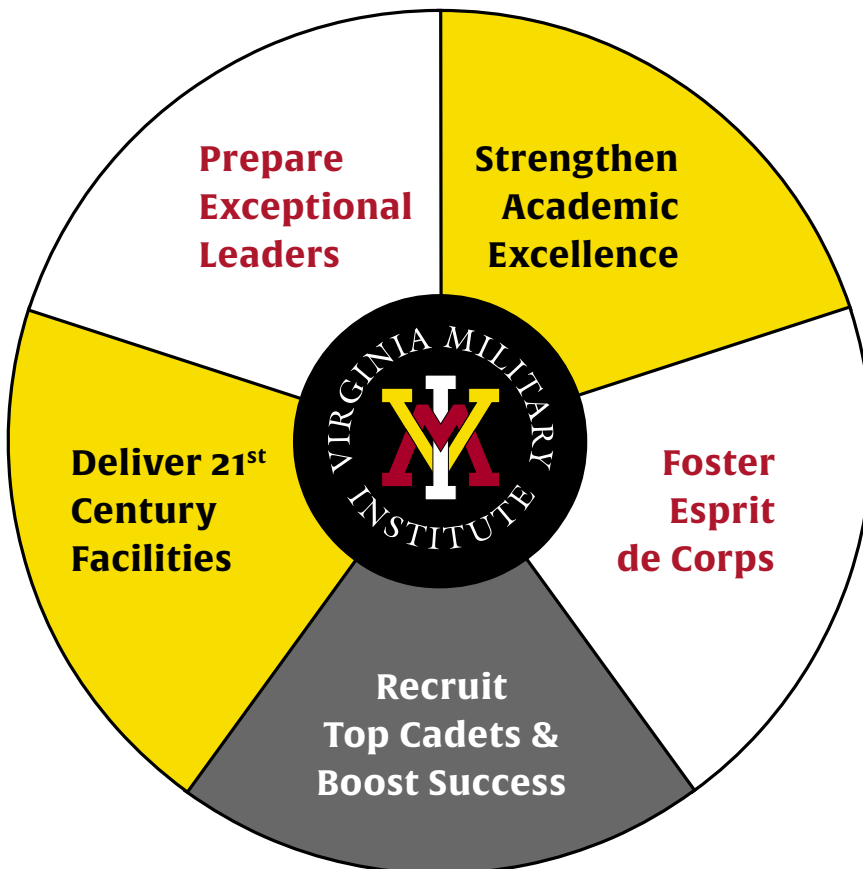 Prepare
Exceptional
Leaders
Strengthen
Academic
Excellence
Deliver 21st
Century
Facilities
VIRGINIA MILITARY
INSTITUTE
VMI
Foster
Esprit
de Corps
Recruit
Top Cadets &
Boost Success